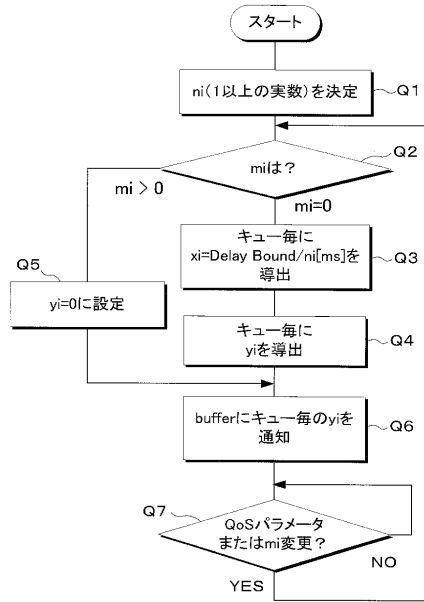 スタート
ni(1以上の実数)を決定
Q1
miは?
Q2
mi > 0
mi=0
キュー毎に
xi=Delay Bound/ni[ms]を
導出
Q3
Q5
yi=0に設定
キュー毎に
yiを導出
Q4
bufferにキュー毎のyiを
通知
Q6
Q7
QoSパラメータ
またはmi変更?
NO
YES